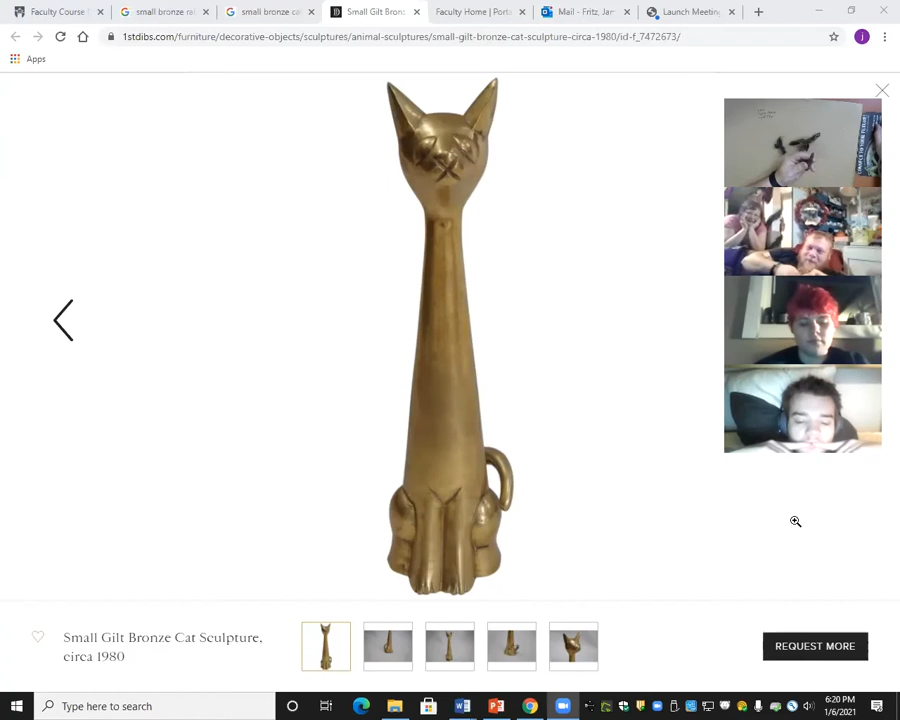 Faculty Course
small bronze ra
small bronze ca
Small Gilt Bronz
Faculty Home | Porta
Mail - Fritz, Jam
Launch Meeting
1stdibs.com/furniture/decorative-objects/sculptures/animal-sculptures/small-gilt-bronze-cat-sculpture-circa-1980/id-f_7472673/
j
Apps
Small Gilt Bronze Cat Sculpture,
circa 1980
REQUEST MORE
Type here to search
6:20 PM
1/6/2021